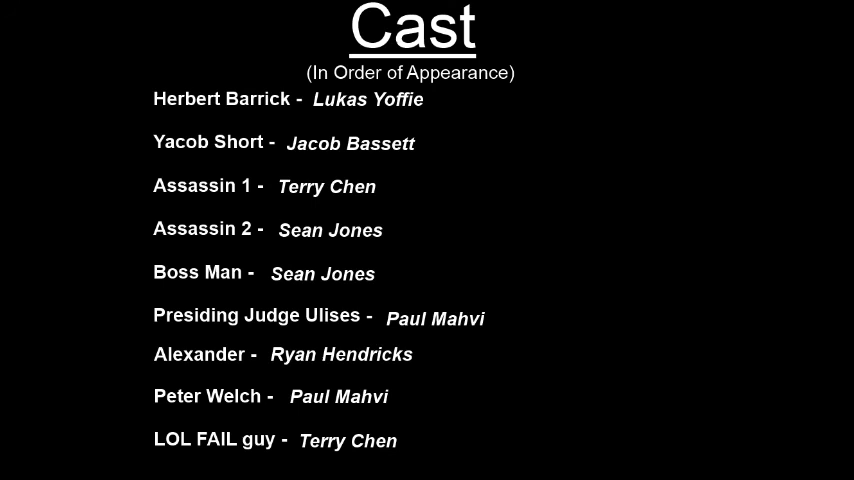 Cast
(In Order of Appearance)
Herbert Barrick - Lukas Yoffie
Yacob Short - Jacob Bassett
Assassin 1 - Terry Chen
Assassin 2 - Sean Jones
Boss Man - Sean Jones
Presiding Judge Ulises - Paul Mahvi
Alexander - Ryan Hendricks
Peter Welch - Paul Mahvi
LOL FAIL guy - Terry Chen